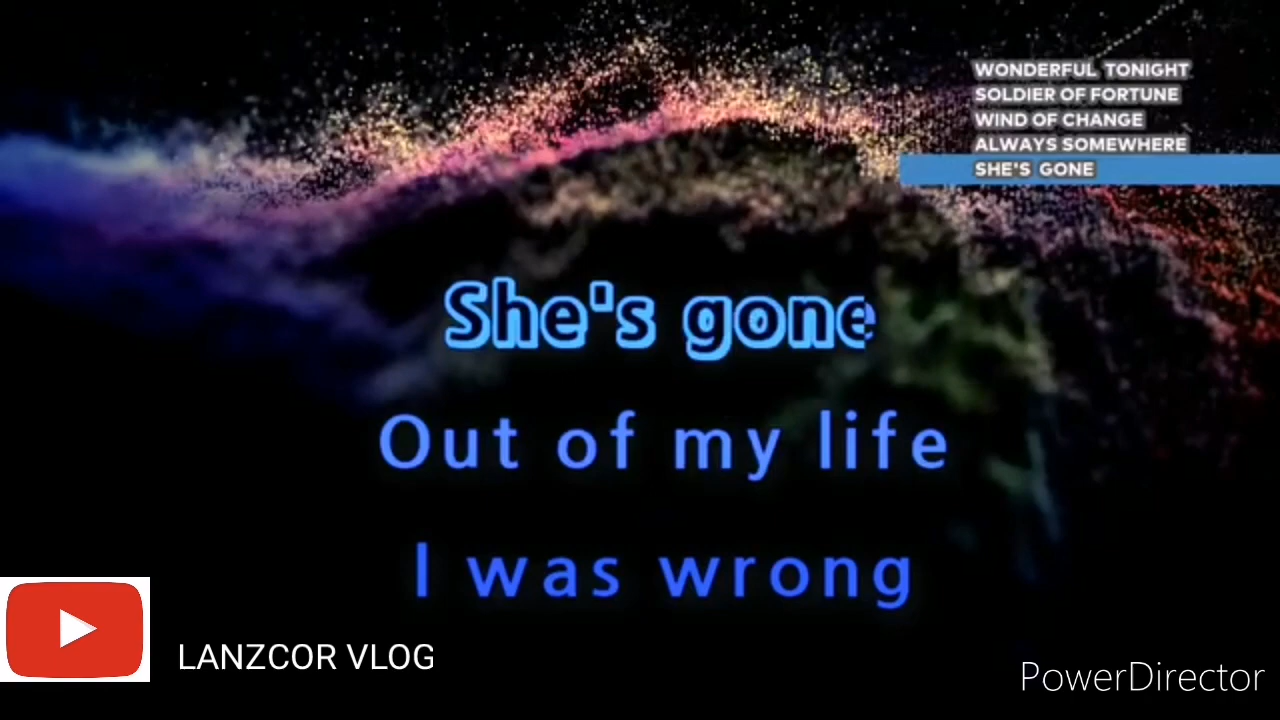 WONDERFUL TONIGHT
SOLDIER OF FORTUNE
WIND OF CHANGE
ALWAYS SOMEWHERE
SHE'S GONE
She's gone
Out of my life
I was wrong
LANZCOR VLOG
PowerDirector